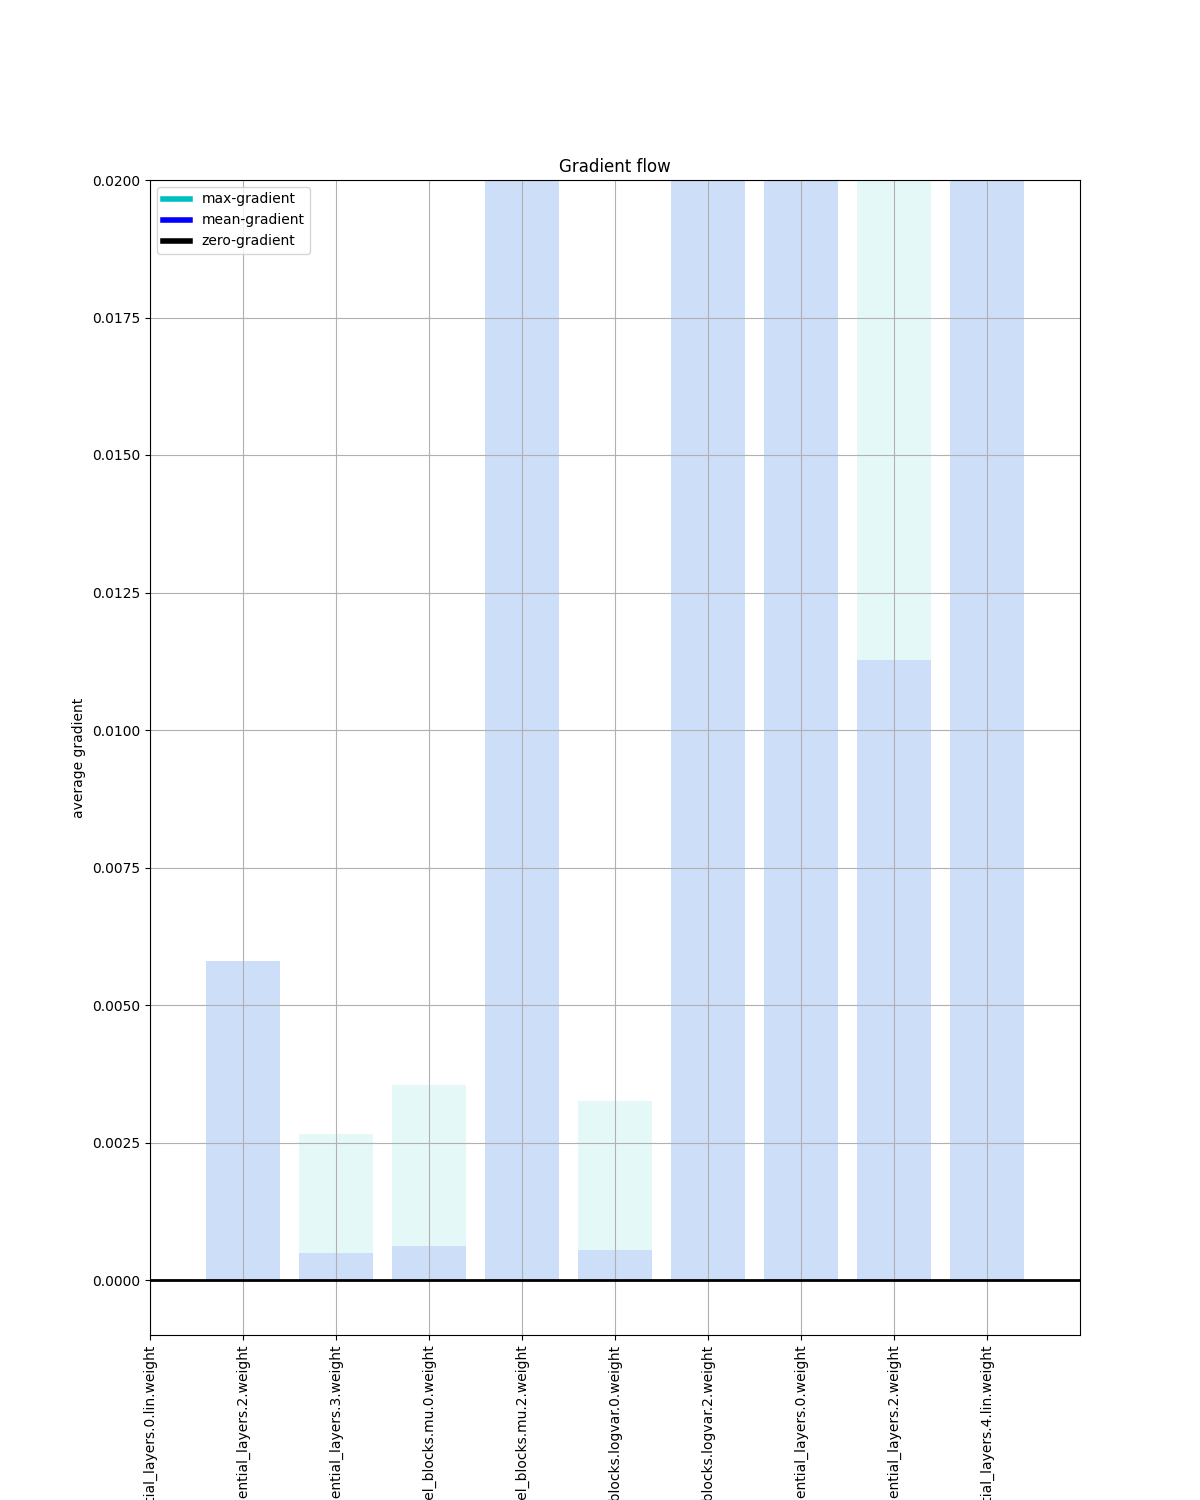 Gradient flow
max-gradient
mean-gradient
zero-gradient
0.0200
0.0175
0.0150
0.0125
0.0100
0.0075
0.0050
0.0025
0.0000
average gradient
tial_layers.0.lin.weight
ential_layers.2.weight
ential_layers.3.weight
el_blocks.mu.0.weight
el_blocks.mu.2.weight
blocks.logvar.0.weight
blocks.logvar.2.weight
ential_layers.0.weight
ential_layers.2.weight
tial_layers.4.lin.weight